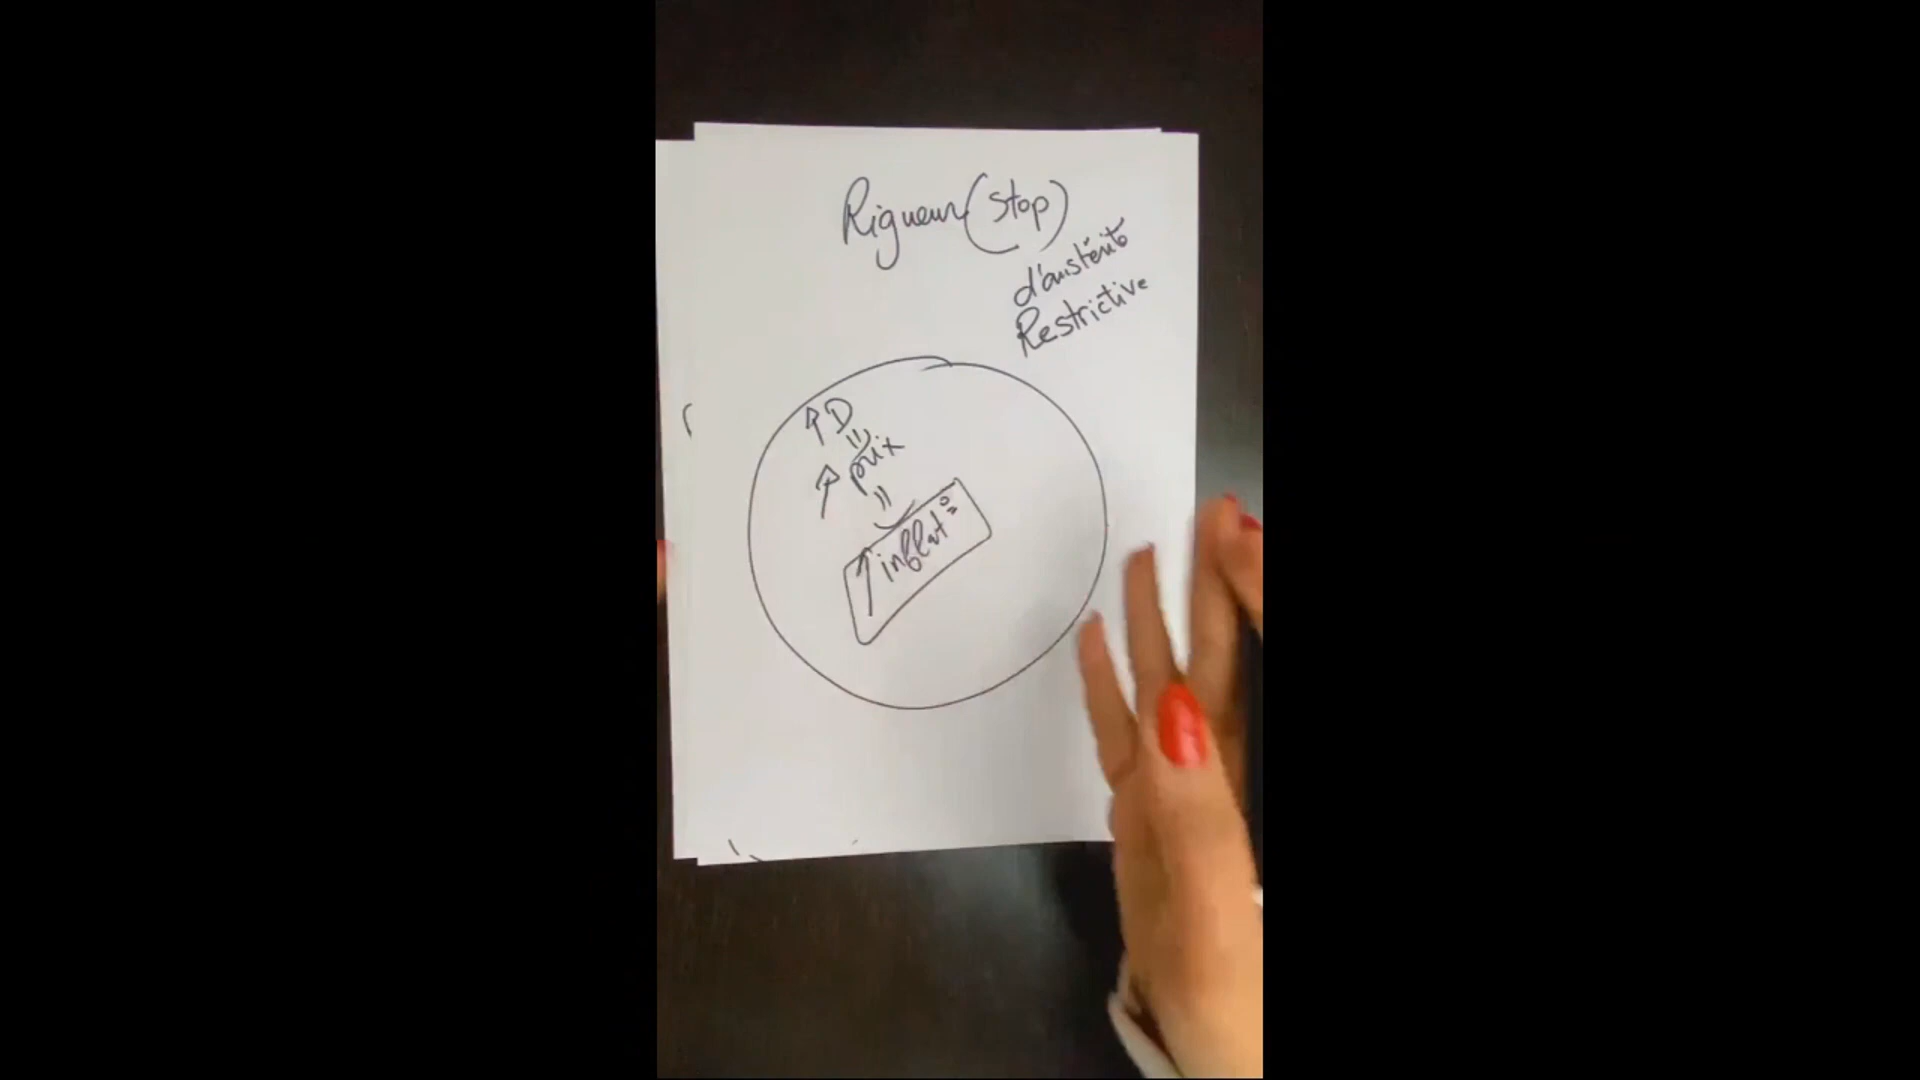 Rigueur (Stop)
d'austérité
Restrictive
↑ D
↑ prix
↑ inflat°